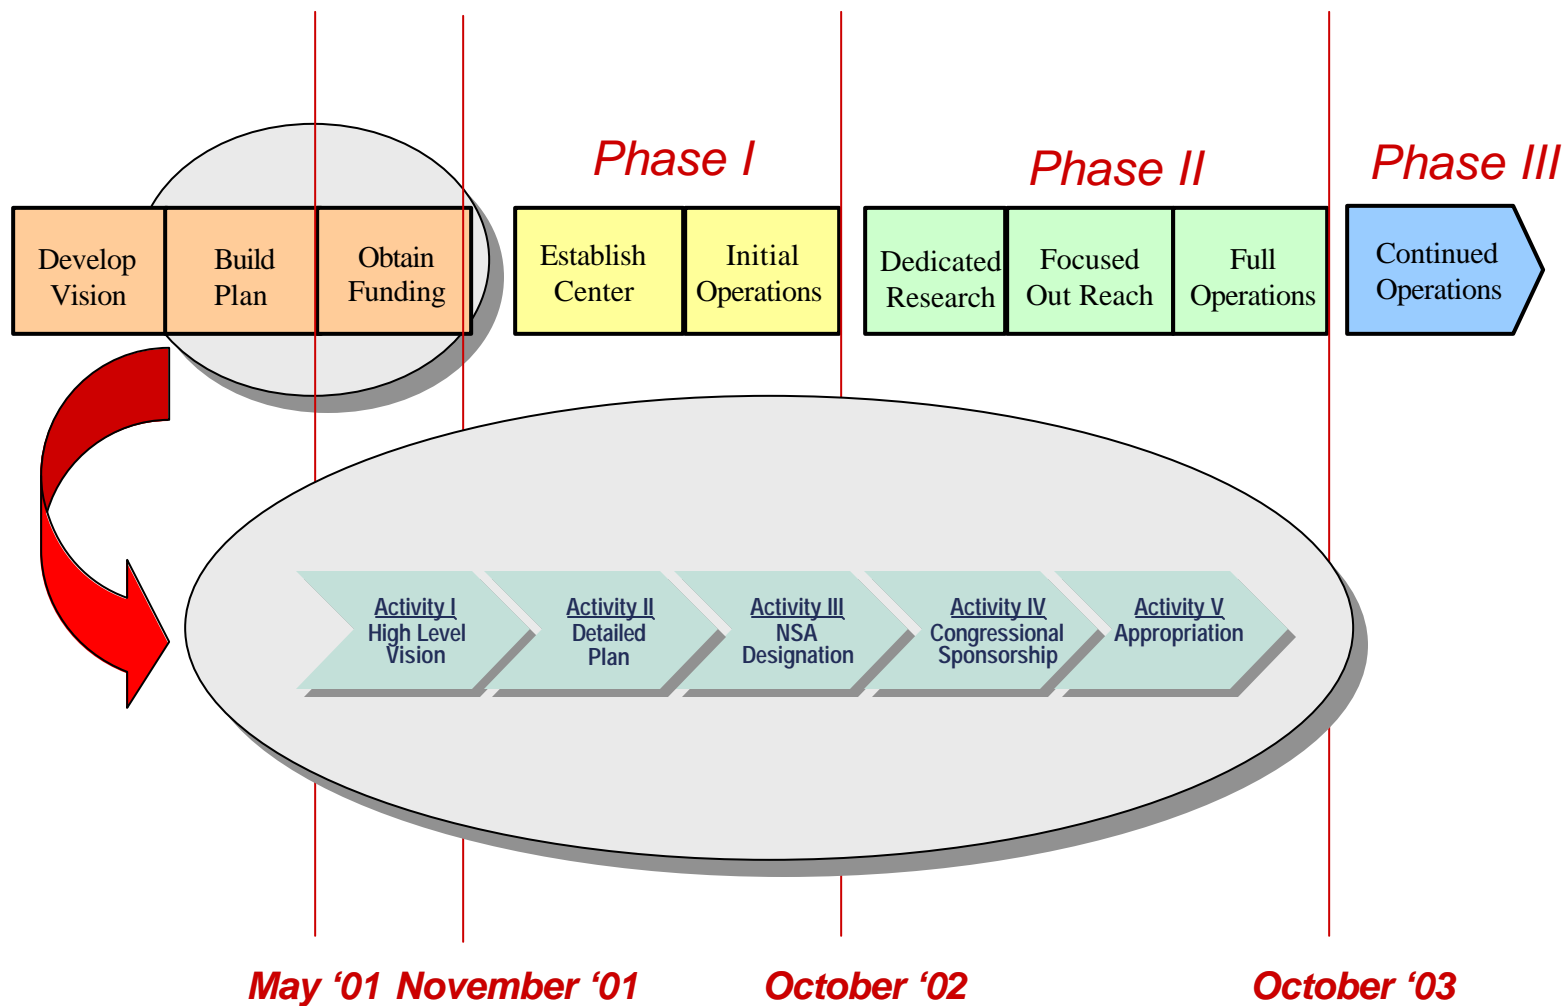 Phase I
Phase II
Phase III
Develop
Vision
Build
Plan
Obtain
Funding
Establish
Center
Initial
Operations
Dedicated
Research
Focused
Out Reach
Full
Operations
Continued
Operations
Activity I
High Level
Vision
Activity II
Detailed
Plan
Activity III
NSA
Designation
Activity IV
Congressional
Sponsorship
Activity V
Appropriation
May ‘01
November ‘01
October ‘02
October ‘03